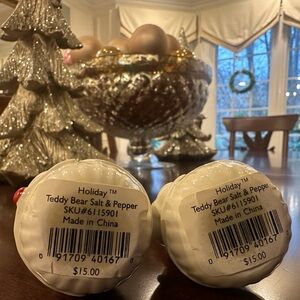 Holiday™
Teddy Bear Salt & Pepper
SKU#6115901
Made in China
0 91709 40167
$15.00
Holiday™
Teddy Bear Salt & Pepper
SKU#6115901
Made in China
0 91709 40167
$15.00